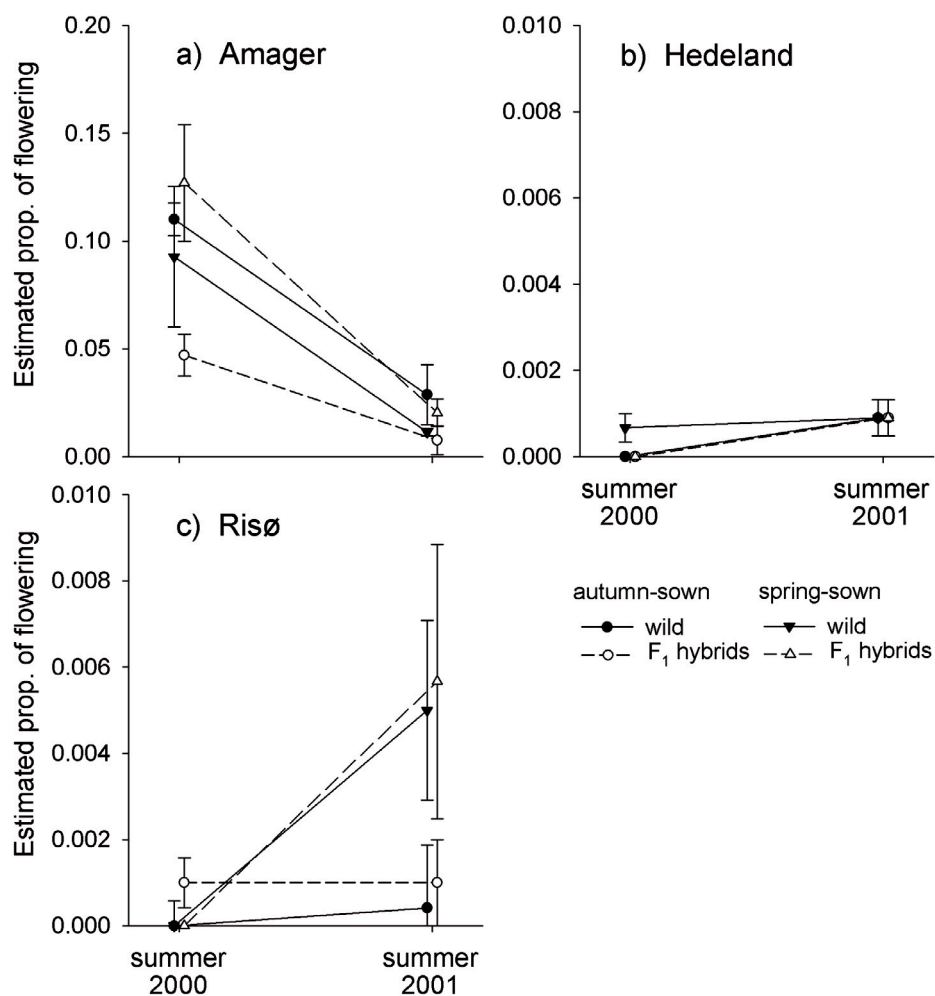 a) Amager
Estimated prop. of flowering
0.20
0.15
0.10
0.05
0.00
b) Hedeland
0.010
0.008
0.006
0.004
0.002
0.000
summer
2000
summer
2001
c) Risø
Estimated prop. of flowering
0.010
0.008
0.006
0.004
0.002
0.000
summer
2000
summer
2001
autumn-sown spring-sown
wild wild
F₁ hybrids F₁ hybrids